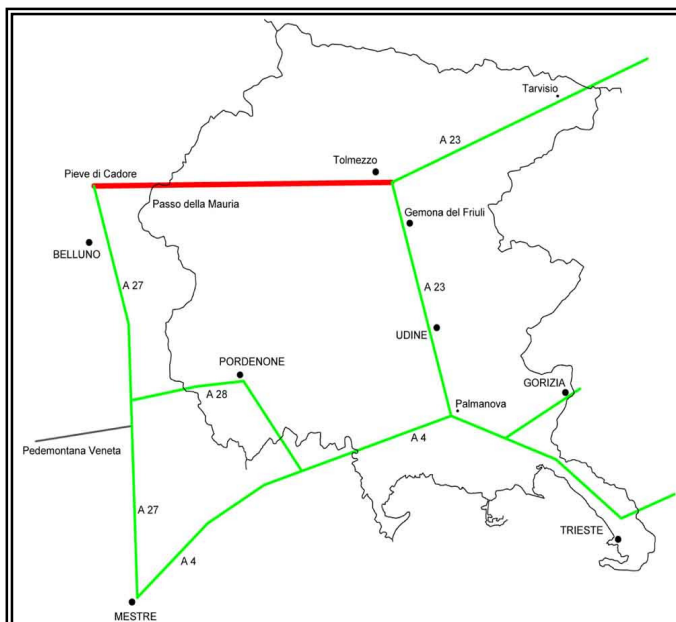 Tarvisio
A 23
Tolmezzo
Pieve di Cadore
Passo della Mauria
Gemona del Friuli
BELLUNO
A 27
A 23
UDINE
PORDENONE
GORIZIA
A 28
Palmanova
A 4
Pedemontana Veneta
A 27
TRIESTE
A 4
MESTRE